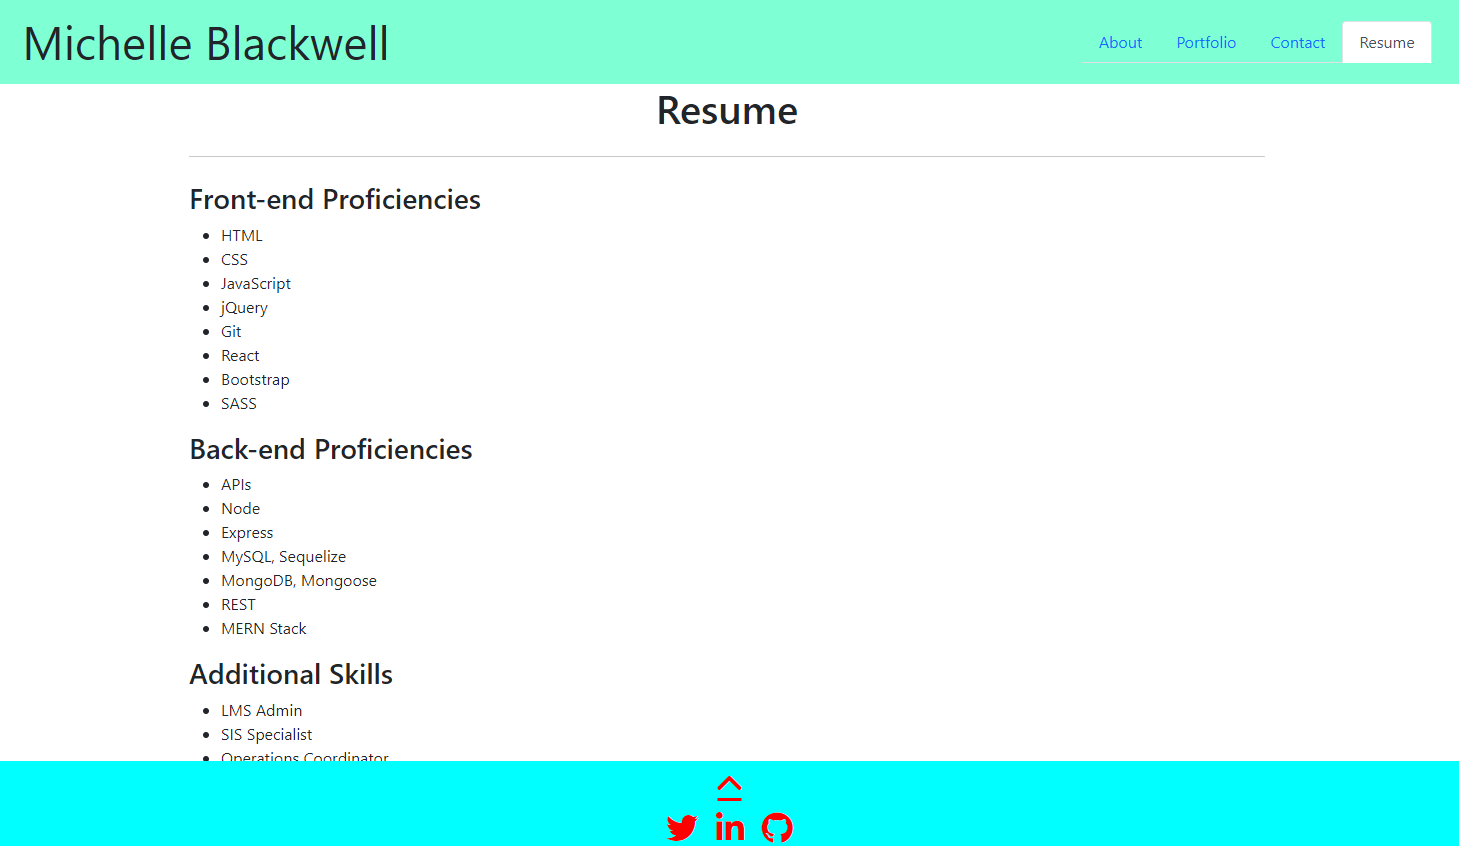 Michelle Blackwell
About Portfolio Contact Resume
Resume
Front-end Proficiencies
HTML
CSS
JavaScript
jQuery
Git
React
Bootstrap
SASS
Back-end Proficiencies
APIs
Node
Express
MySQL, Sequelize
MongoDB, Mongoose
REST
MERN Stack
Additional Skills
LMS Admin
SIS Specialist
Operations Coordinator
in